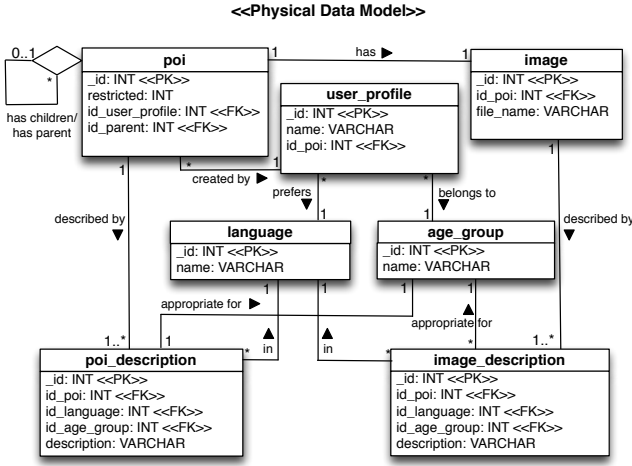 <<Physical Data Model>>
0..1
*
has children/
has parent
poi
_id: INT <<PK>>
restricted: INT
id_user_profile: INT <<FK>>
id_parent: INT <<FK>>
1
has ▶
1
image
_id: INT <<PK>>
id_poi: INT <<FK>>
file_name: VARCHAR
user_profile
_id: INT <<PK>>
name: VARCHAR
id_poi: INT <<FK>>
1
*
created by ▶
1
*
*
1
prefers
belongs to
described by
described by
1
1
language
_id: INT <<PK>>
name: VARCHAR
age_group
_id: INT <<PK>>
name: VARCHAR
1
1
1
1
appropriate for ▶
appropriate for
1..*
1
*
in
in
*
*
1..*
poi_description
_id: INT <<PK>>
id_poi: INT <<FK>>
id_language: INT <<FK>>
id_age_group: INT <<FK>>
description: VARCHAR
image_description
_id: INT <<PK>>
id_poi: INT <<FK>>
id_language: INT <<FK>>
id_age_group: INT <<FK>>
description: VARCHAR